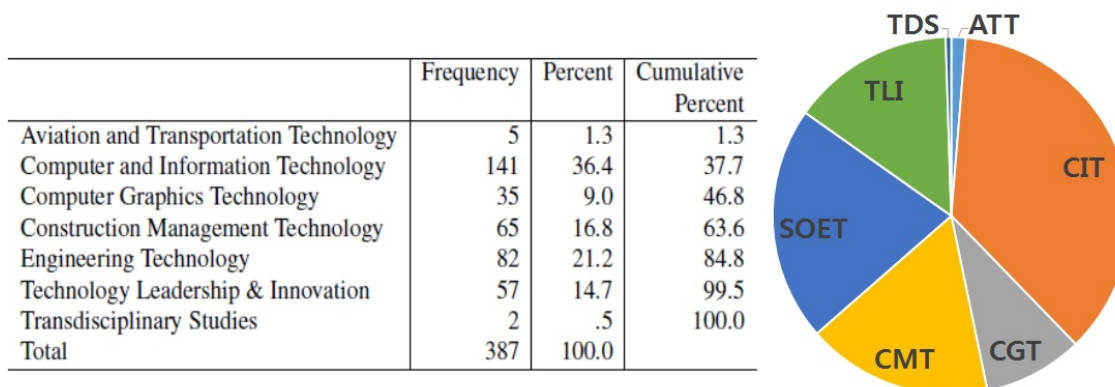 Frequency Percent Cumulative
Percent
Aviation and Transportation Technology 5 1.3 1.3
Computer and Information Technology 141 36.4 37.7
Computer Graphics Technology 35 9.0 46.8
Construction Management Technology 65 16.8 63.6
Engineering Technology 82 21.2 84.8
Technology Leadership & Innovation 57 14.7 99.5
Transdisciplinary Studies 2 .5 100.0
Total 387 100.0
TDS ATT
TLI
CIT
SOET
CMT CGT